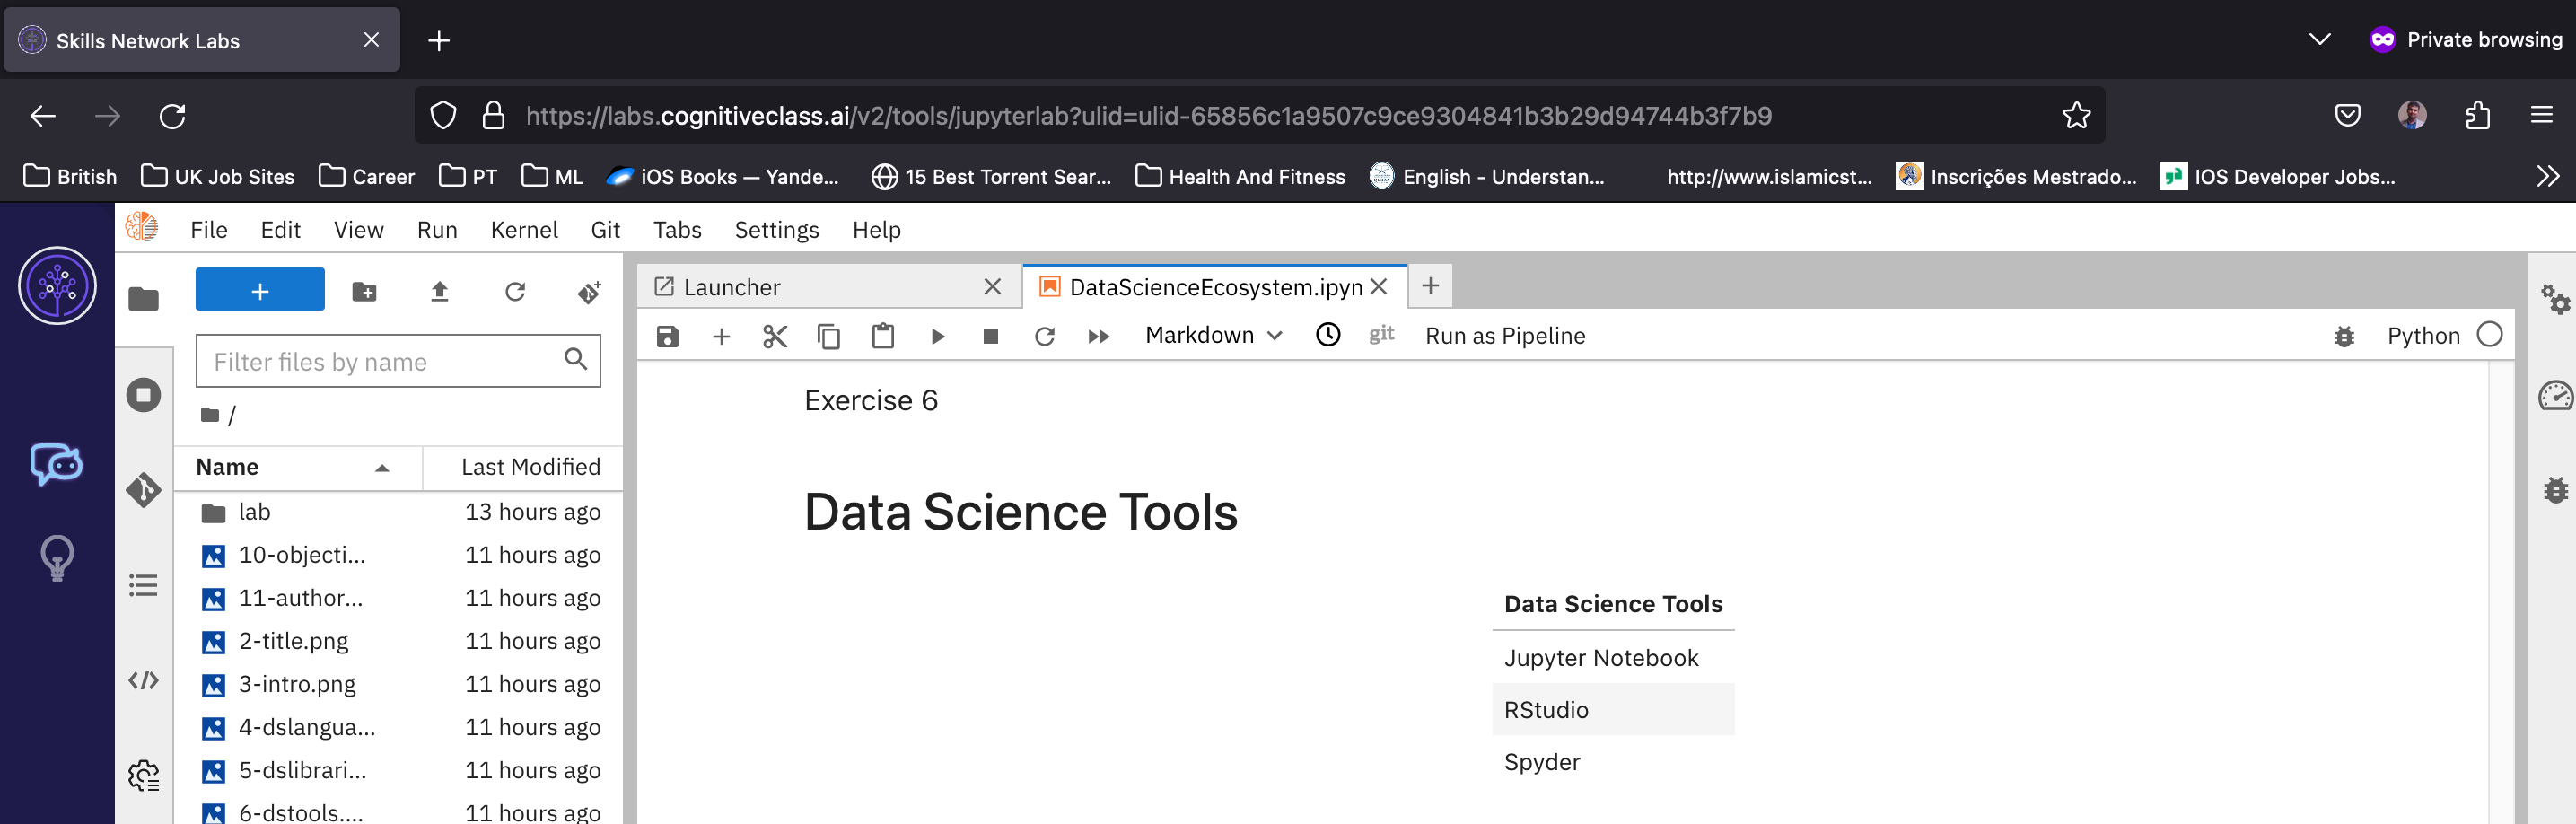 Skills Network Labs
Private browsing
https://labs.cognitiveclass.ai/v2/tools/jupyterlab?ulid=ulid-65856c1a9507c9ce9304841b3b29d94744b3f7b9
British UK Job Sites Career PT ML iOS Books — Yande... 15 Best Torrent Sear... Health And Fitness English - Understan... http://www.islamicst... Inscrições Mestrado... IOS Developer Jobs...
File Edit View Run Kernel Git Tabs Settings Help
Launcher DataScienceEcosystem.ipyn
Markdown git Run as Pipeline Python
Filter files by name
/
Name Last Modified
lab 13 hours ago
10-objecti... 11 hours ago
11-author... 11 hours ago
2-title.png 11 hours ago
3-intro.png 11 hours ago
4-dslangua... 11 hours ago
5-dslibrari... 11 hours ago
6-dstools.... 11 hours ago
Exercise 6
Data Science Tools
Data Science Tools
Jupyter Notebook
RStudio
Spyder